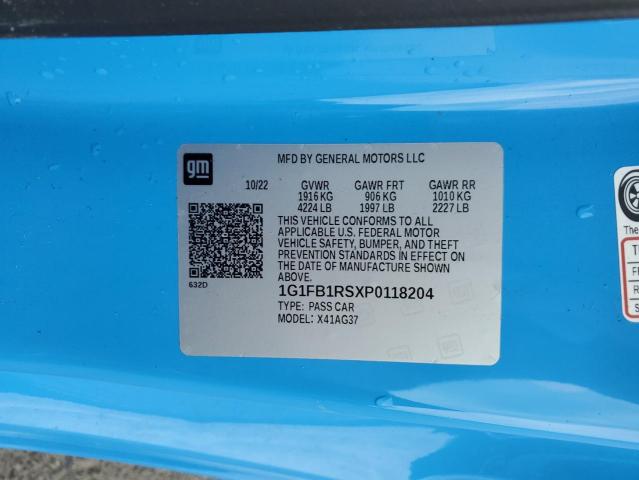 gm
MFD BY GENERAL MOTORS LLC
10/22 GVWR GAWR FRT GAWR RR
1916 KG 906 KG 1010 KG
4224 LB 1997 LB 2227 LB
THIS VEHICLE CONFORMS TO ALL
APPLICABLE U.S. FEDERAL MOTOR
VEHICLE SAFETY, BUMPER, AND THEFT
PREVENTION STANDARDS IN EFFECT ON
THE DATE OF MANUFACTURE SHOWN
ABOVE.
632D
1G1FB1RSXP0118204
TYPE: PASS CAR
MODEL: X41AG37
The